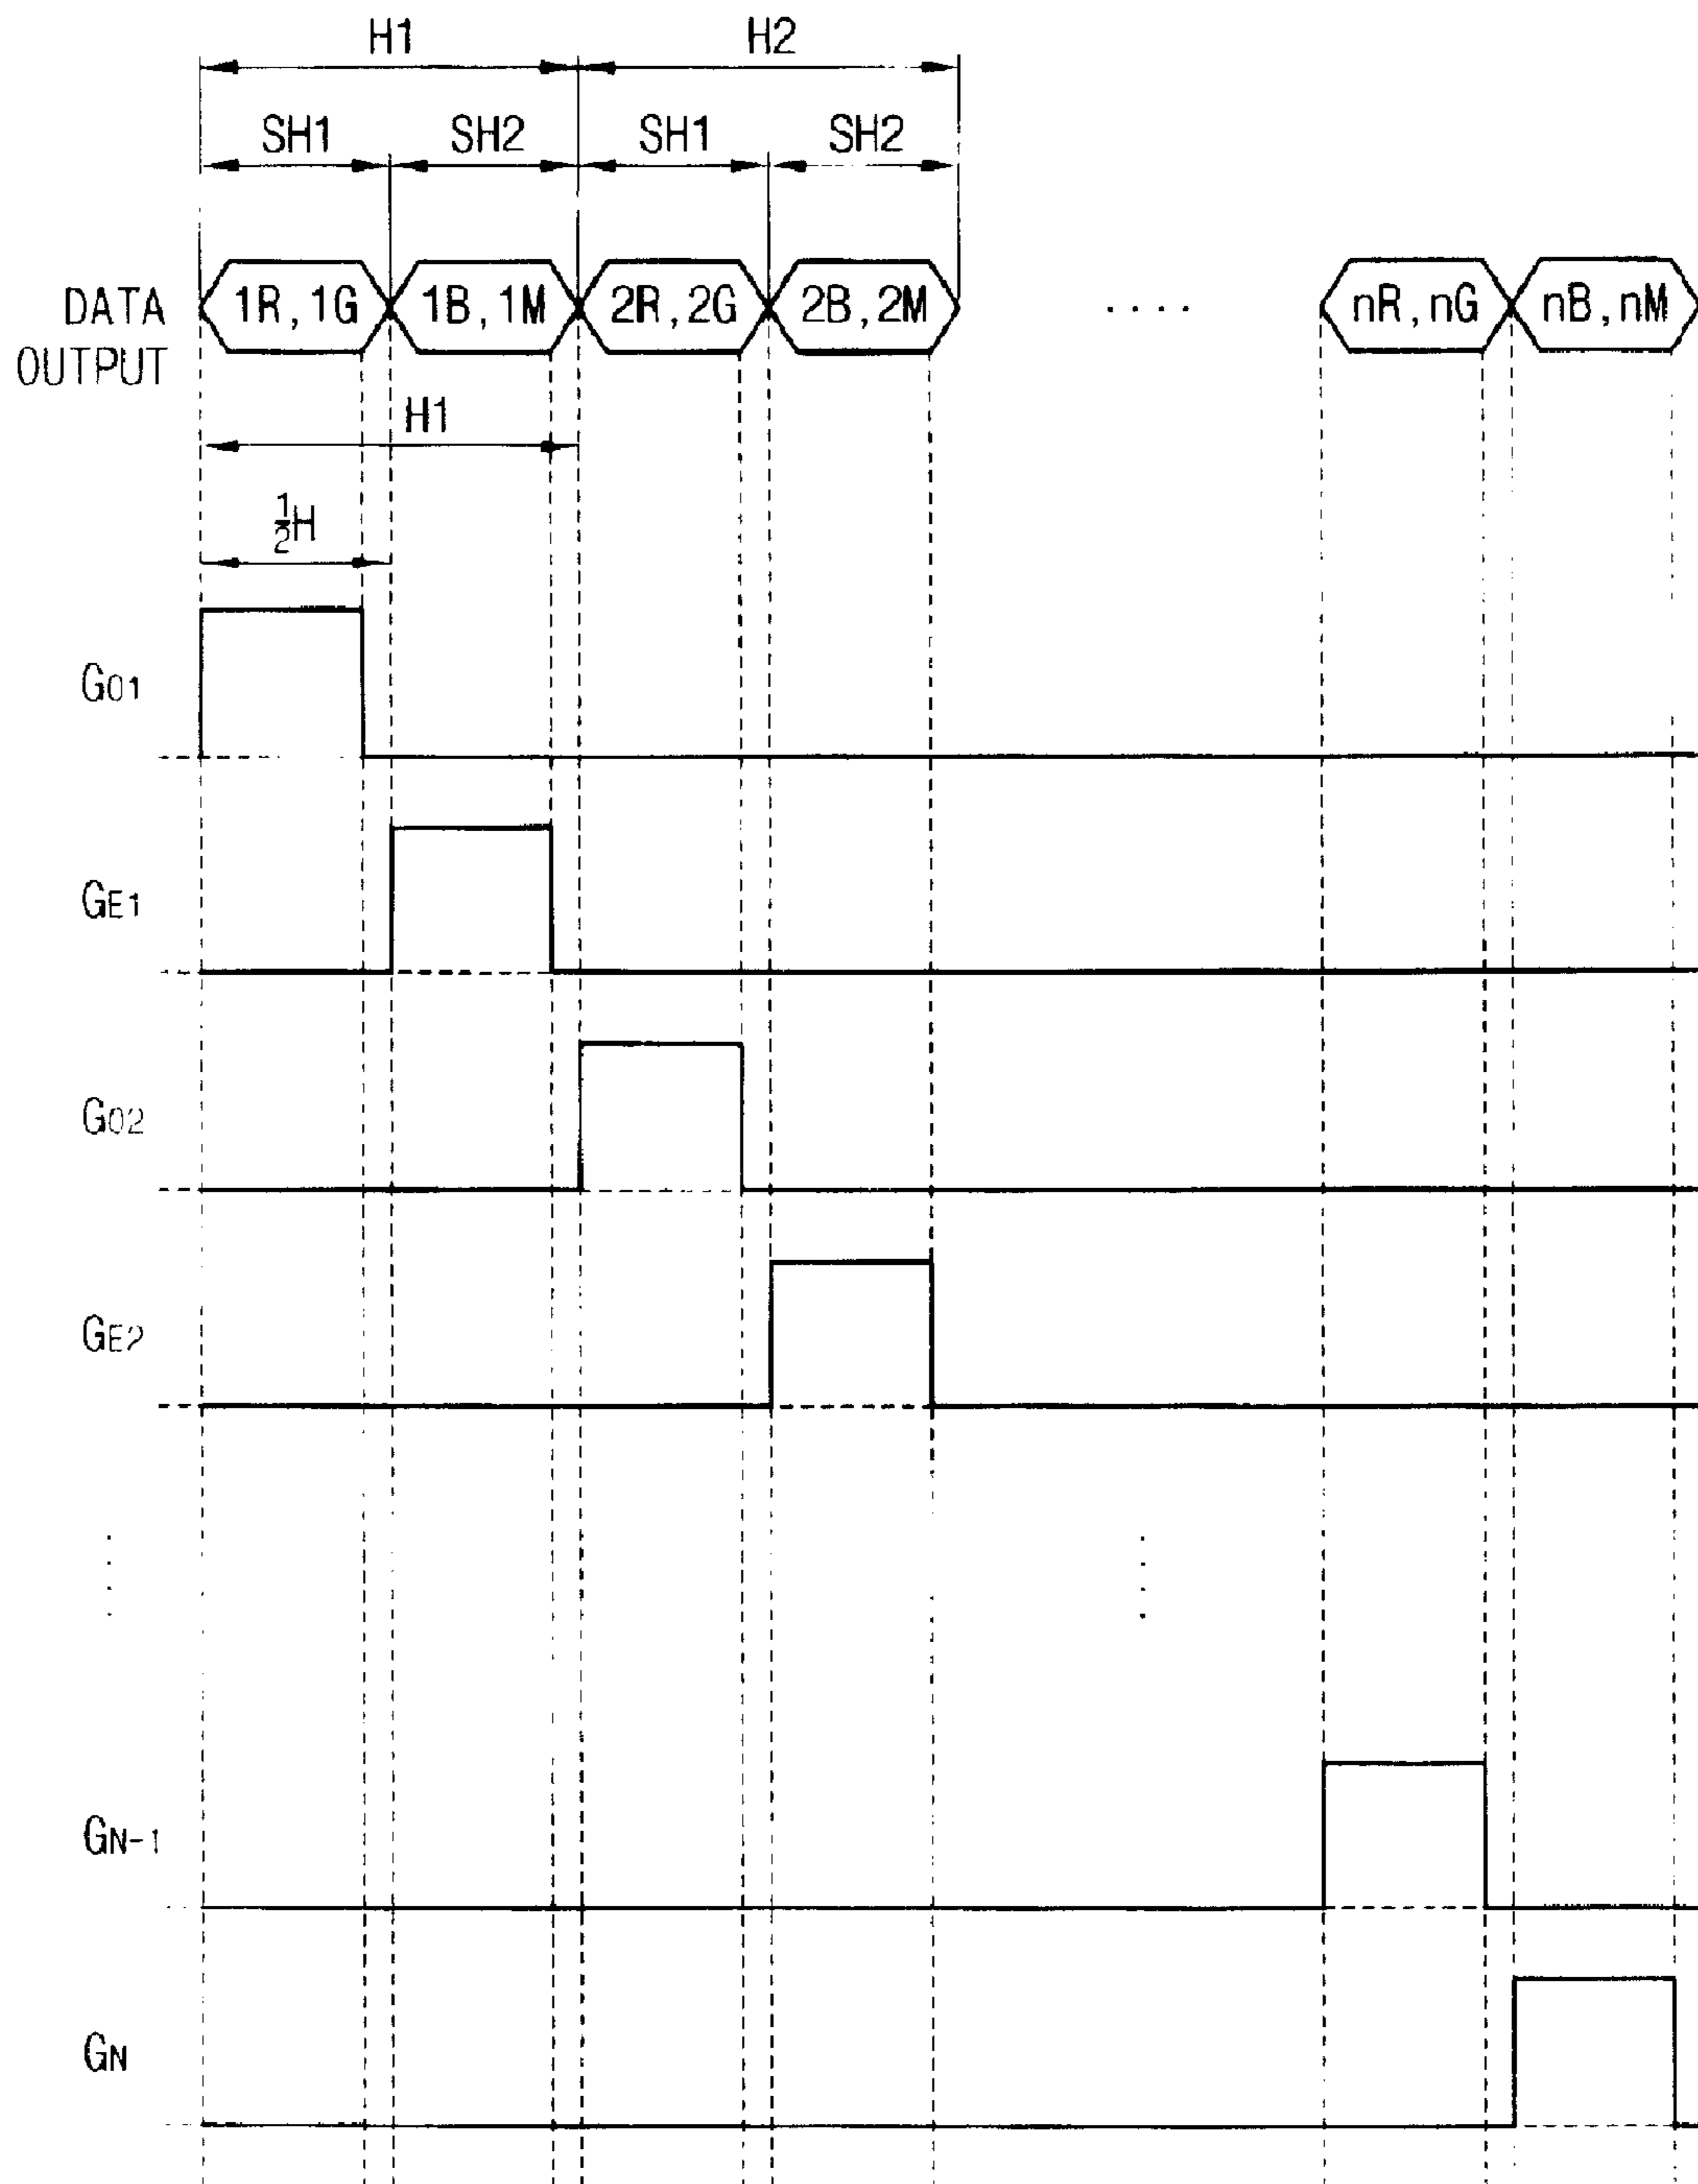 H1 H2
SH1 SH2 SH1 SH2
DATA OUTPUT
1R, 1G 1B, 1M 2R, 2G 2B, 2M .... nR, nG nB, nM
H1
½H
GO1
GE1
GO2
GE2
GN-1
GN